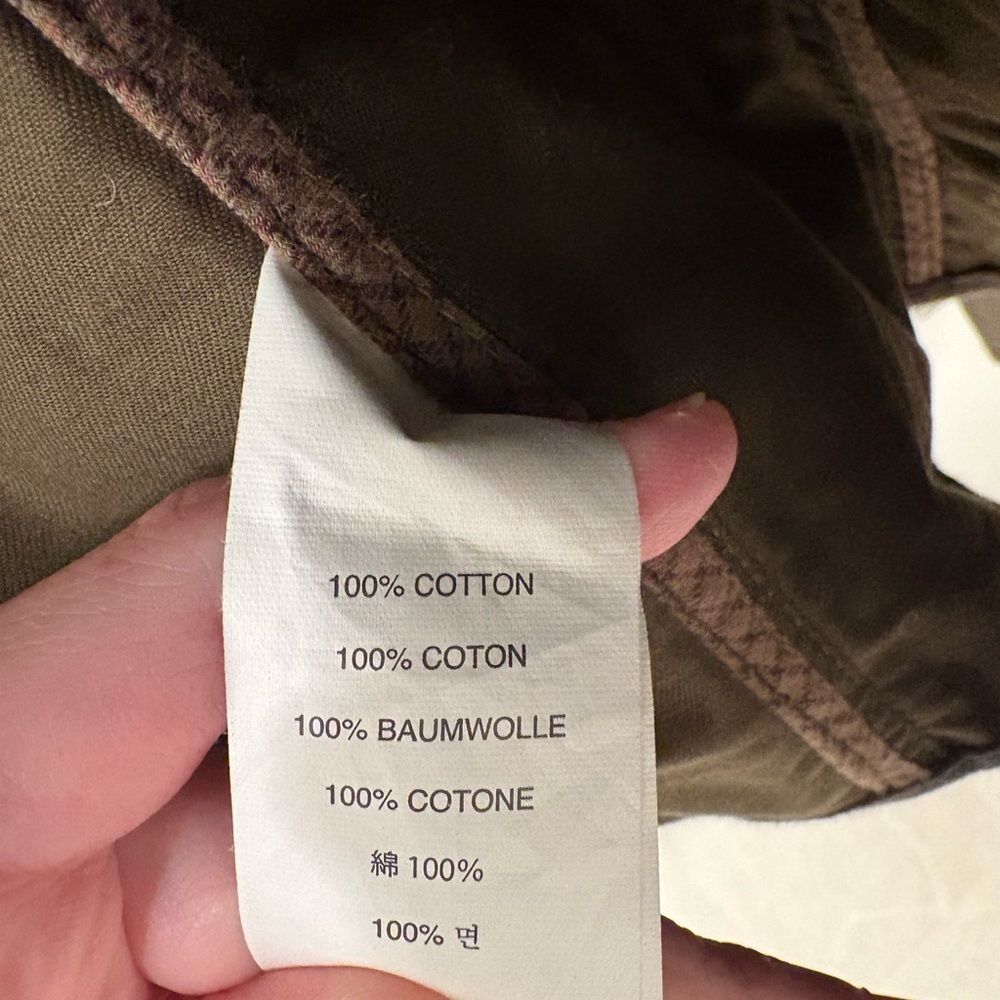 100% COTTON
100% COTON
100% BAUMWOLLE
100% COTONE
綿 100%
100% 면